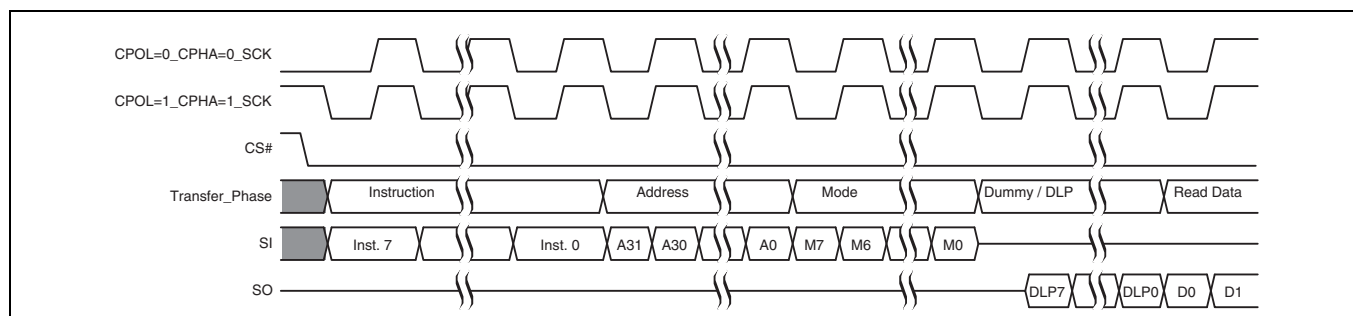 CPOL=0_CPHA=0_SCK
CPOL=1_CPHA=1_SCK
CS#
Transfer_Phase Instruction Address Mode Dummy / DLP Read Data
SI Inst. 7 Inst. 0 A31 A30 A0 M7 M6 M0
SO DLP7 DLP0 D0 D1